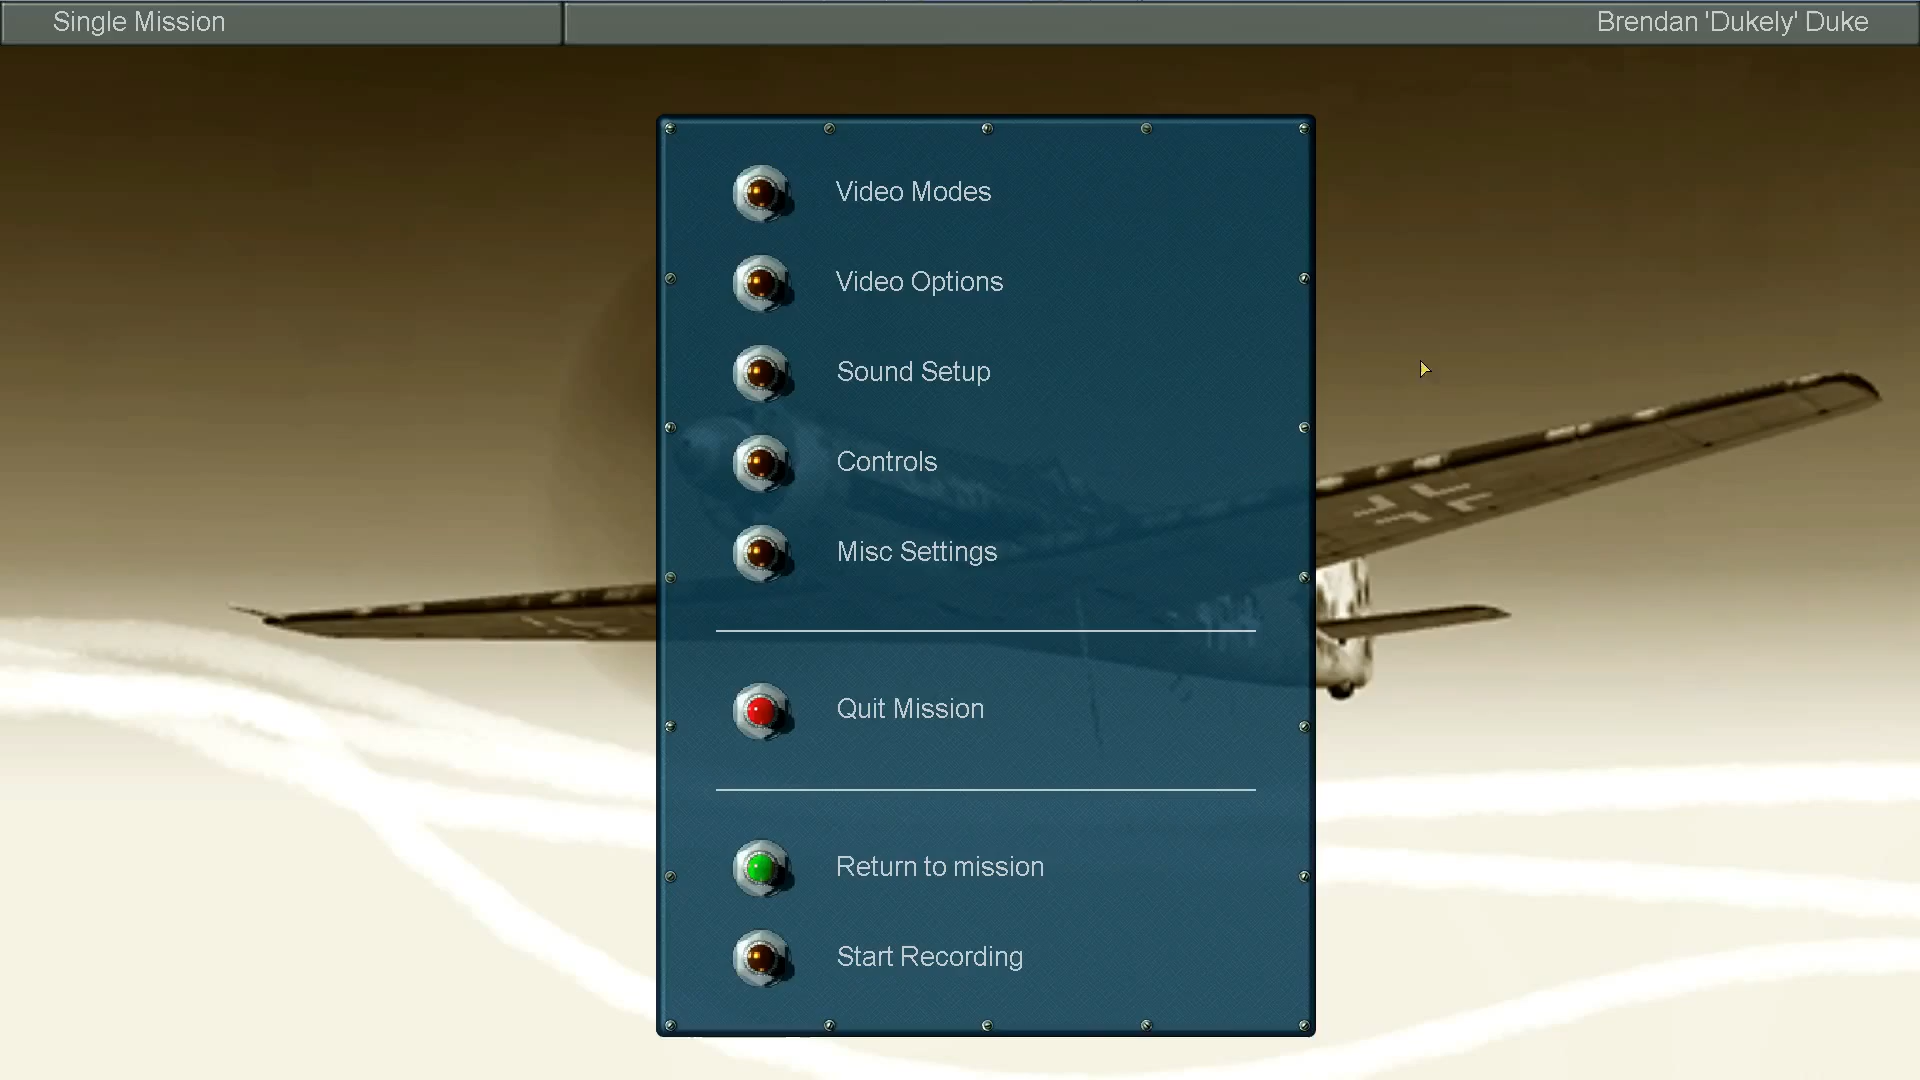 Single Mission
Brendan 'Dukely' Duke
Video Modes
Video Options
Sound Setup
Controls
Misc Settings
Quit Mission
Return to mission
Start Recording